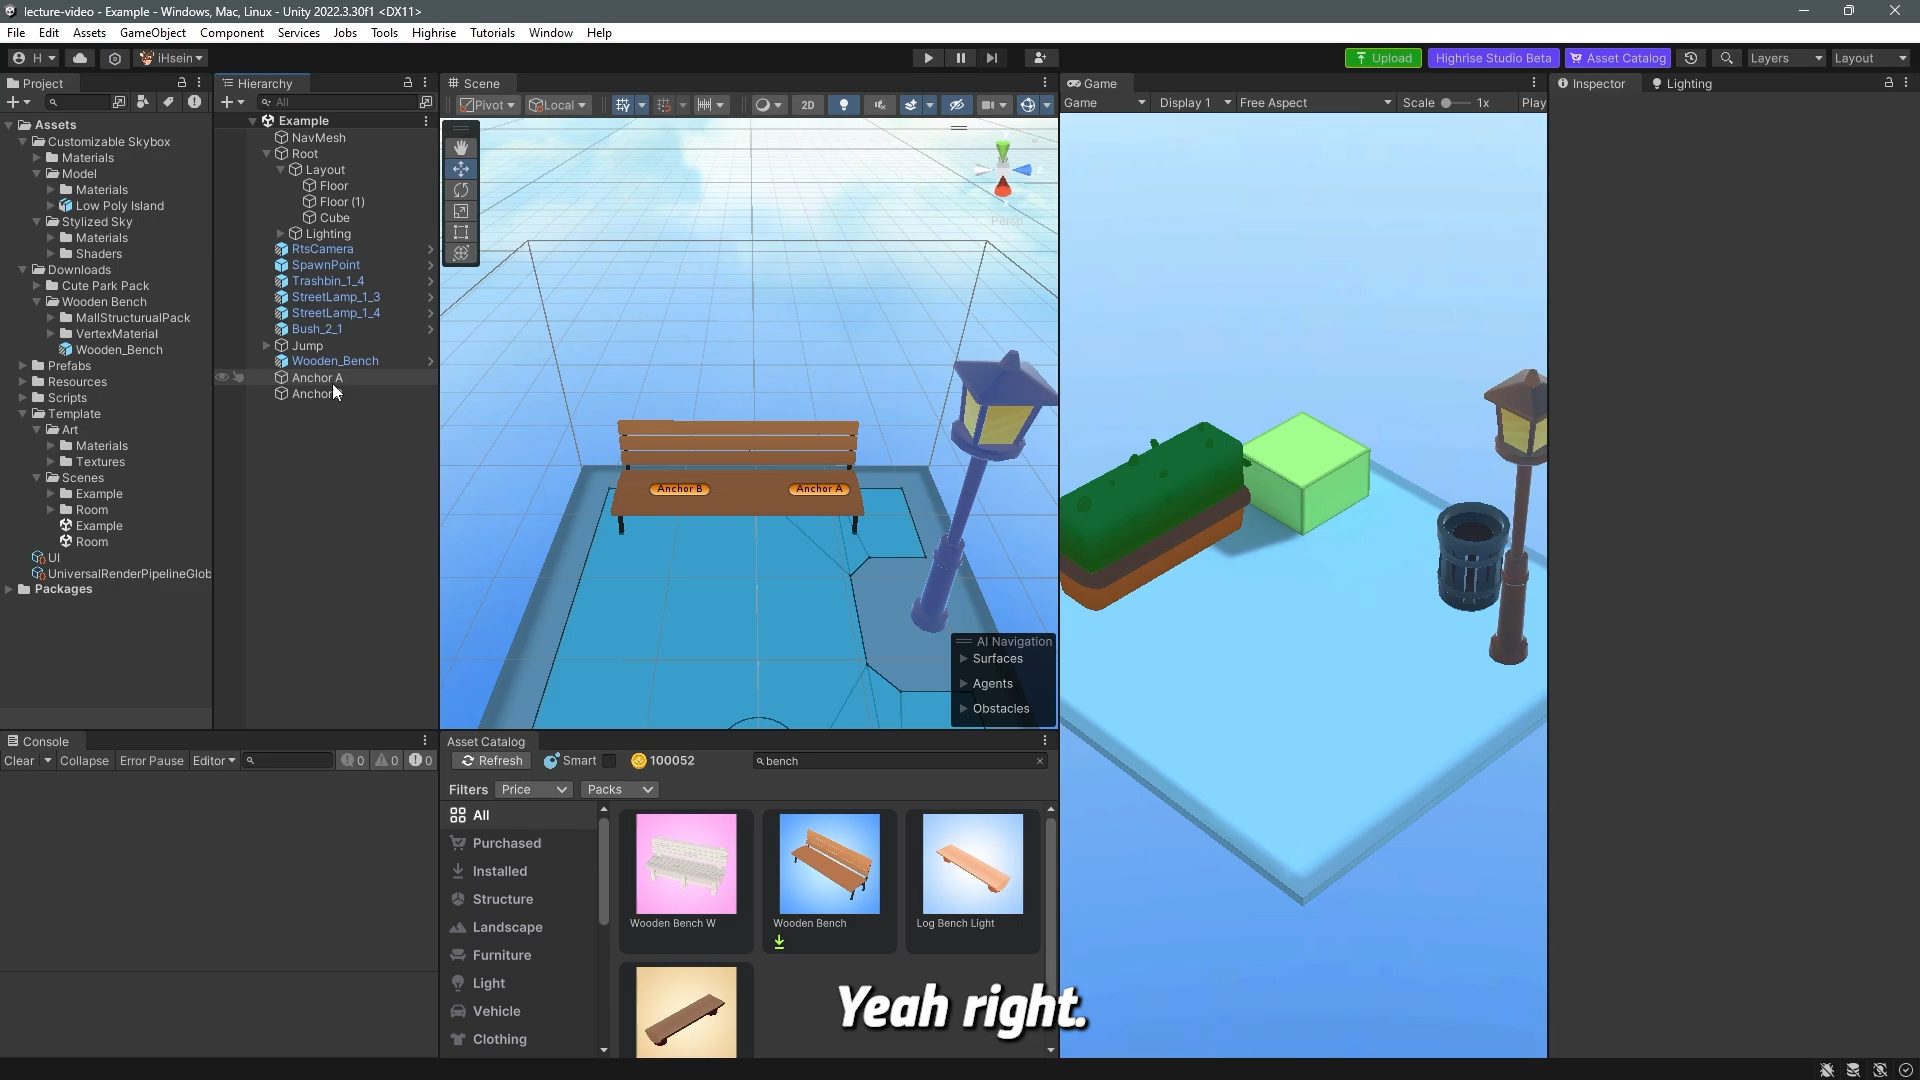 lecture-video - Example - Windows, Mac, Linux - Unity 2022.3.30f1 <DX11>
File Edit Assets GameObject Component Services Jobs Tools Highrise Tutorials Window Help
H iHsein Upload Highrise Studio Beta Asset Catalog Layers Layout
Project
Assets
Customizable Skybox
Materials
Model
Materials
Low Poly Island
Stylized Sky
Materials
Shaders
Downloads
Cute Park Pack
Wooden Bench
MallStructurualPack
VertexMaterial
Wooden_Bench
Prefabs
Resources
Scripts
Template
Art
Materials
Textures
Scenes
Example
Room
Example
Room
UI
UniversalRenderPipelineGlob
Packages
Hierarchy
All
Example
NavMesh
Root
Layout
Floor
Floor (1)
Cube
Lighting
RtsCamera
SpawnPoint
Trashbin_1_4
StreetLamp_1_3
StreetLamp_1_4
Bush_2_1
Jump
Wooden_Bench
Anchor A
Anchor
Scene
Pivot Local 2D
Persp
Anchor B Anchor A
AI Navigation
Surfaces
Agents
Obstacles
Game
Game Display 1 Free Aspect Scale 1x Play
Inspector Lighting
Console
Clear Collapse Error Pause Editor 0 0 0
Asset Catalog
Refresh Smart 100052 bench
Filters Price Packs
All
Purchased
Installed
Structure
Landscape
Furniture
Light
Vehicle
Clothing
Wooden Bench W
Wooden Bench
Log Bench Light
Yeah right.